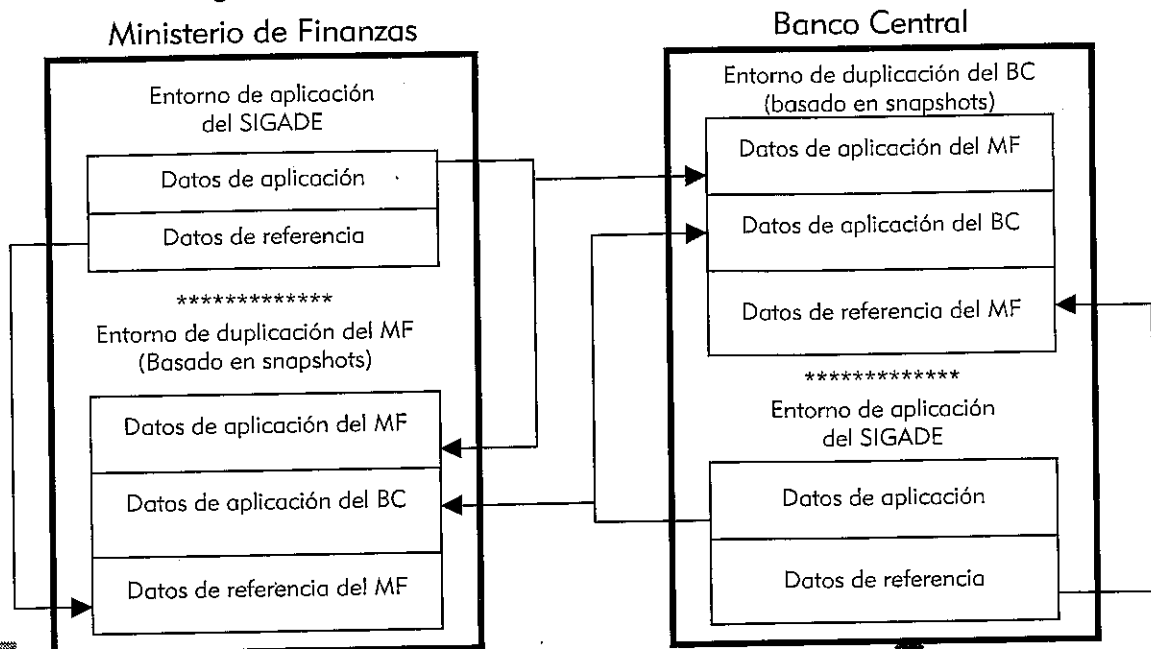 Ministerio de Finanzas
Entorno de aplicación
del SIGADE
Datos de aplicación
Datos de referencia
*************
Entorno de duplicación del MF
(Basado en snapshots)
Datos de aplicación del MF
Datos de aplicación del BC
Datos de referencia del MF
Banco Central
Entorno de duplicación del BC
(basado en snapshots)
Datos de aplicación del MF
Datos de aplicación del BC
Datos de referencia del MF
*************
Entorno de aplicación
del SIGADE
Datos de aplicación
Datos de referencia